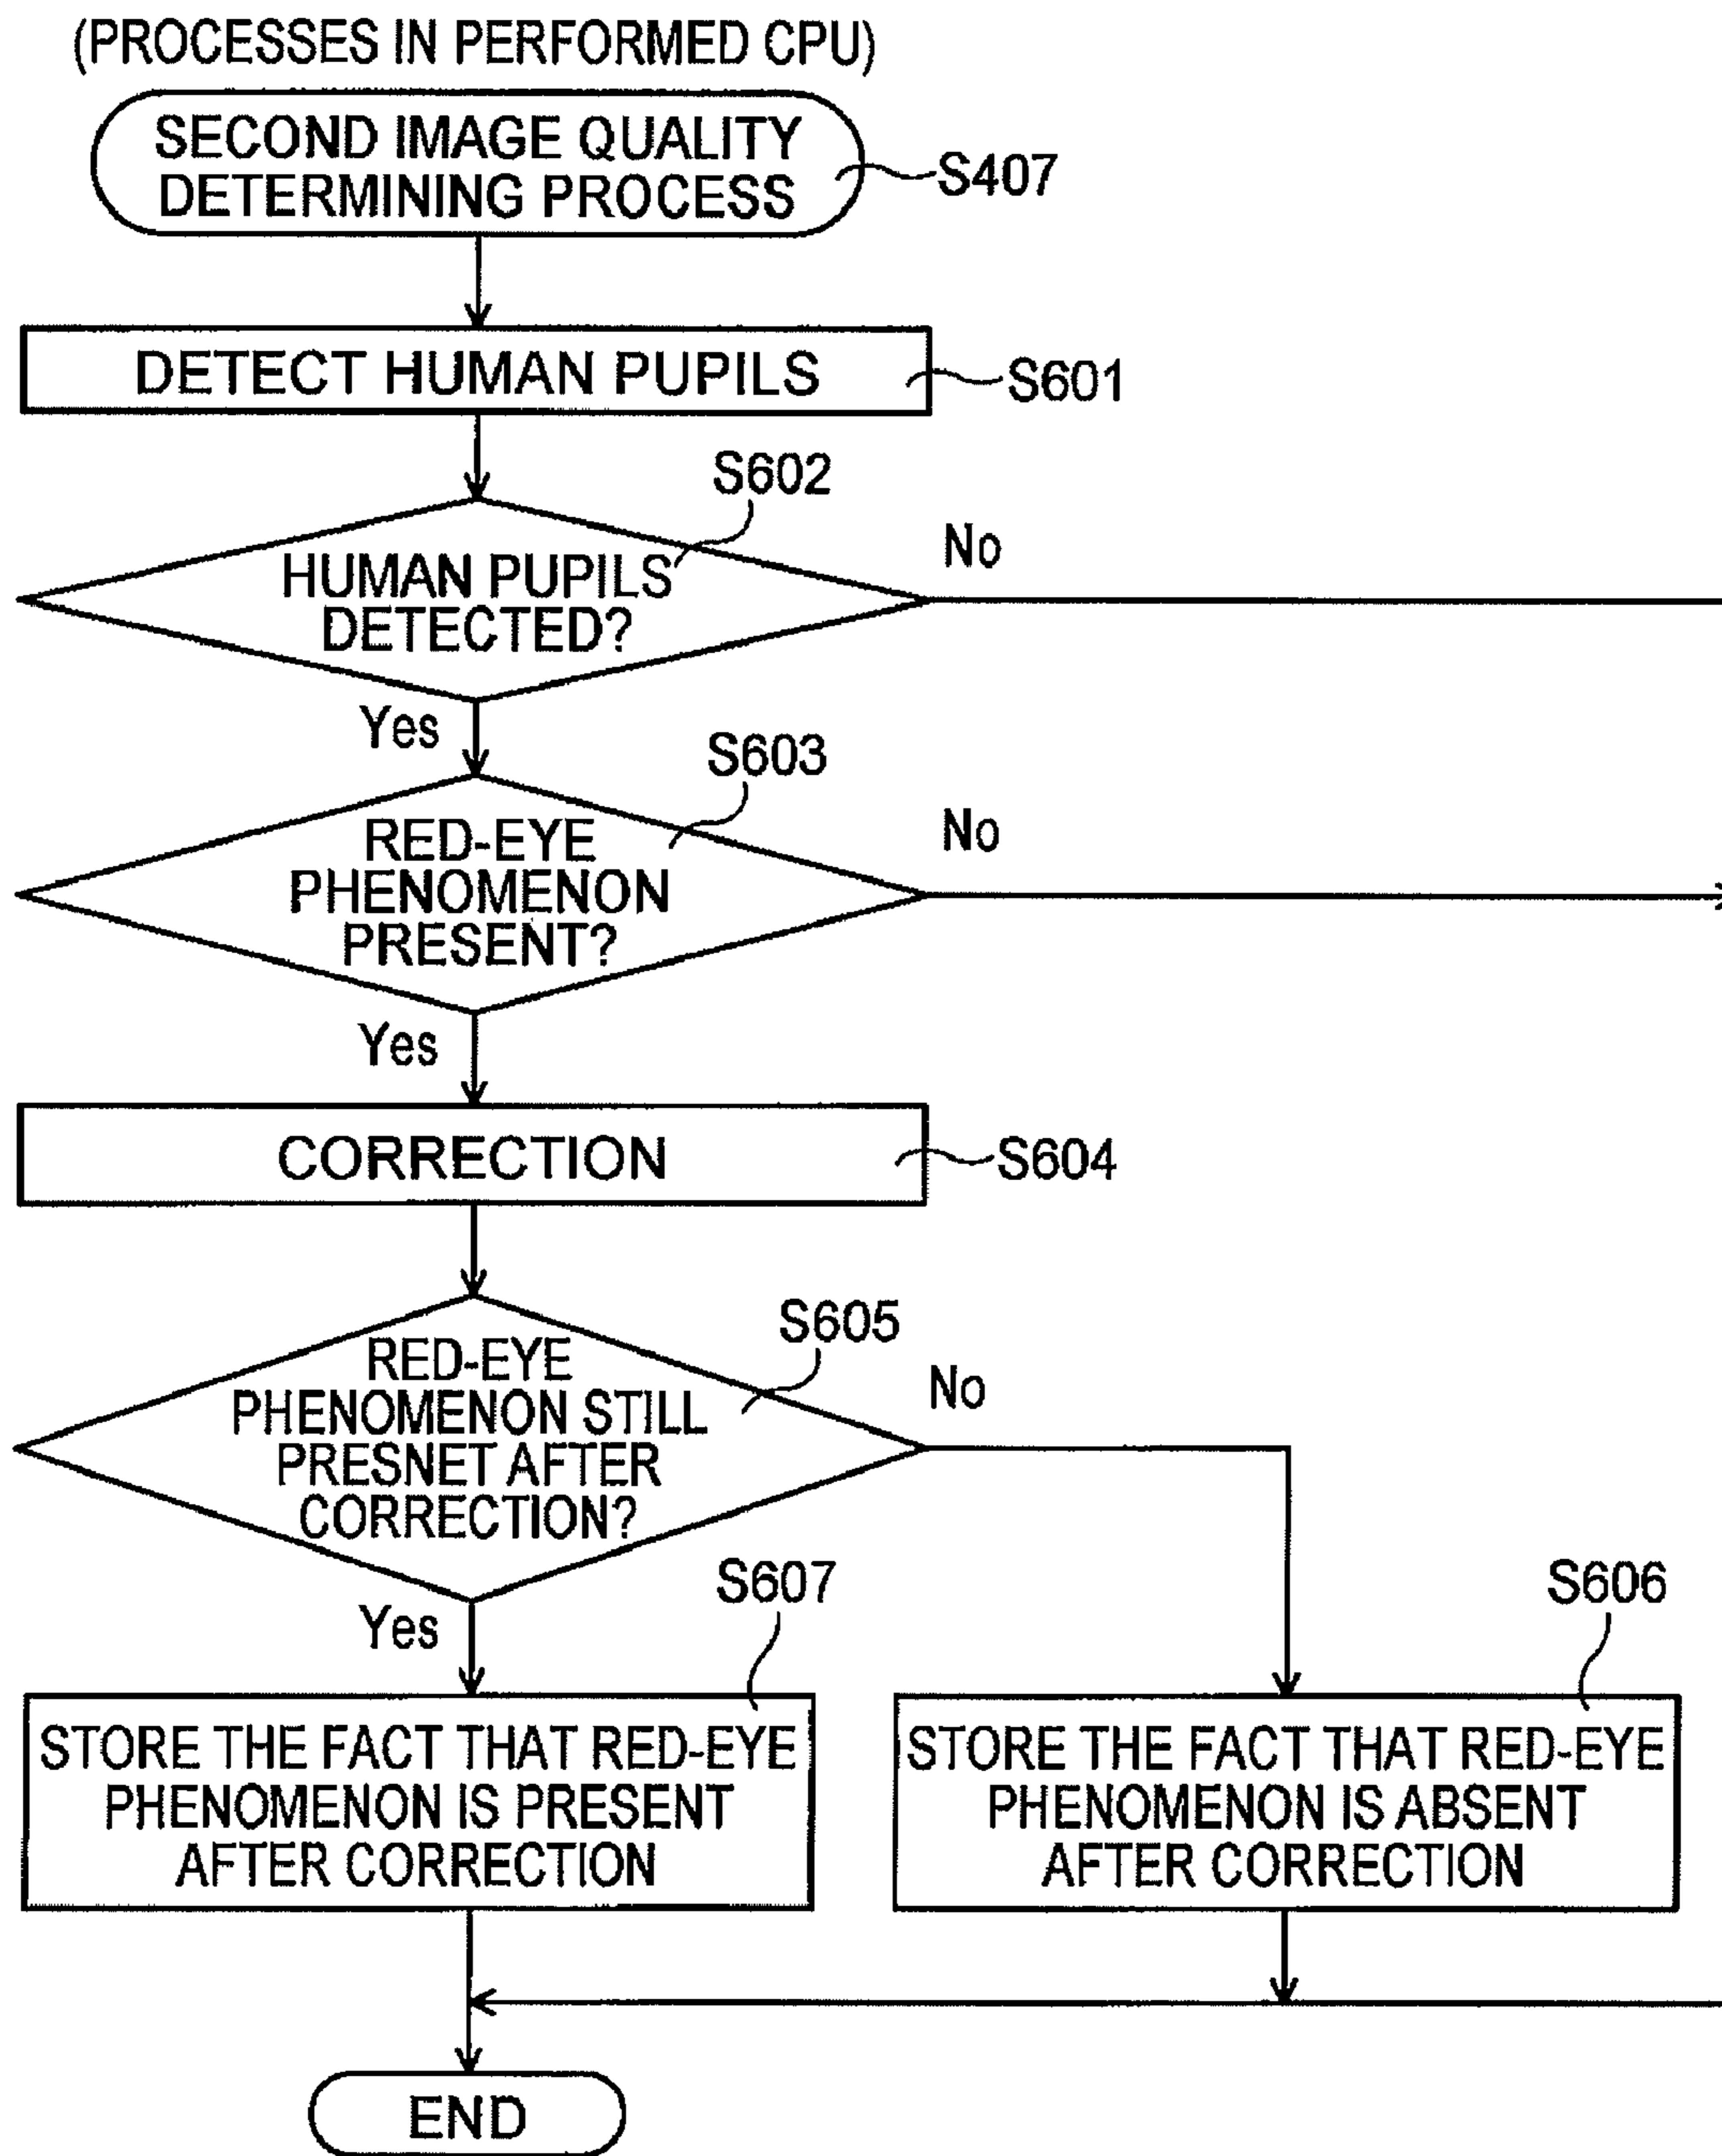 (PROCESSES IN PERFORMED CPU)
SECOND IMAGE QUALITY
DETERMINING PROCESS
S407
DETECT HUMAN PUPILS
S601
S602
HUMAN PUPILS
DETECTED?
No
Yes
S603
RED-EYE
PHENOMENON
PRESENT?
No
Yes
CORRECTION
S604
S605
RED-EYE
PHENOMENON STILL
PRESNET AFTER
CORRECTION?
No
Yes
S607
STORE THE FACT THAT RED-EYE
PHENOMENON IS PRESENT
AFTER CORRECTION
S606
STORE THE FACT THAT RED-EYE
PHENOMENON IS ABSENT
AFTER CORRECTION
END